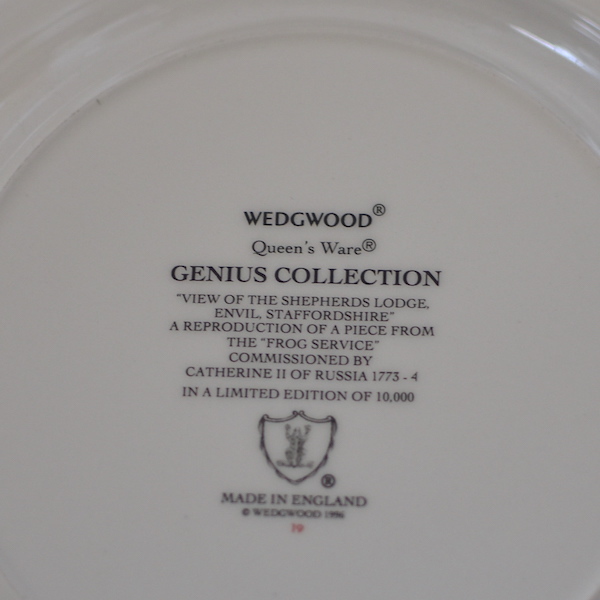 WEDGWOOD®
Queen's Ware®
GENIUS COLLECTION
"VIEW OF THE SHEPHERDS LODGE,
ENVIL, STAFFORDSHIRE"
A REPRODUCTION OF A PIECE FROM
THE "FROG SERVICE"
COMMISSIONED BY
CATHERINE II OF RUSSIA 1773 - 4
IN A LIMITED EDITION OF 10,000
®
MADE IN ENGLAND
© WEDGWOOD 1996